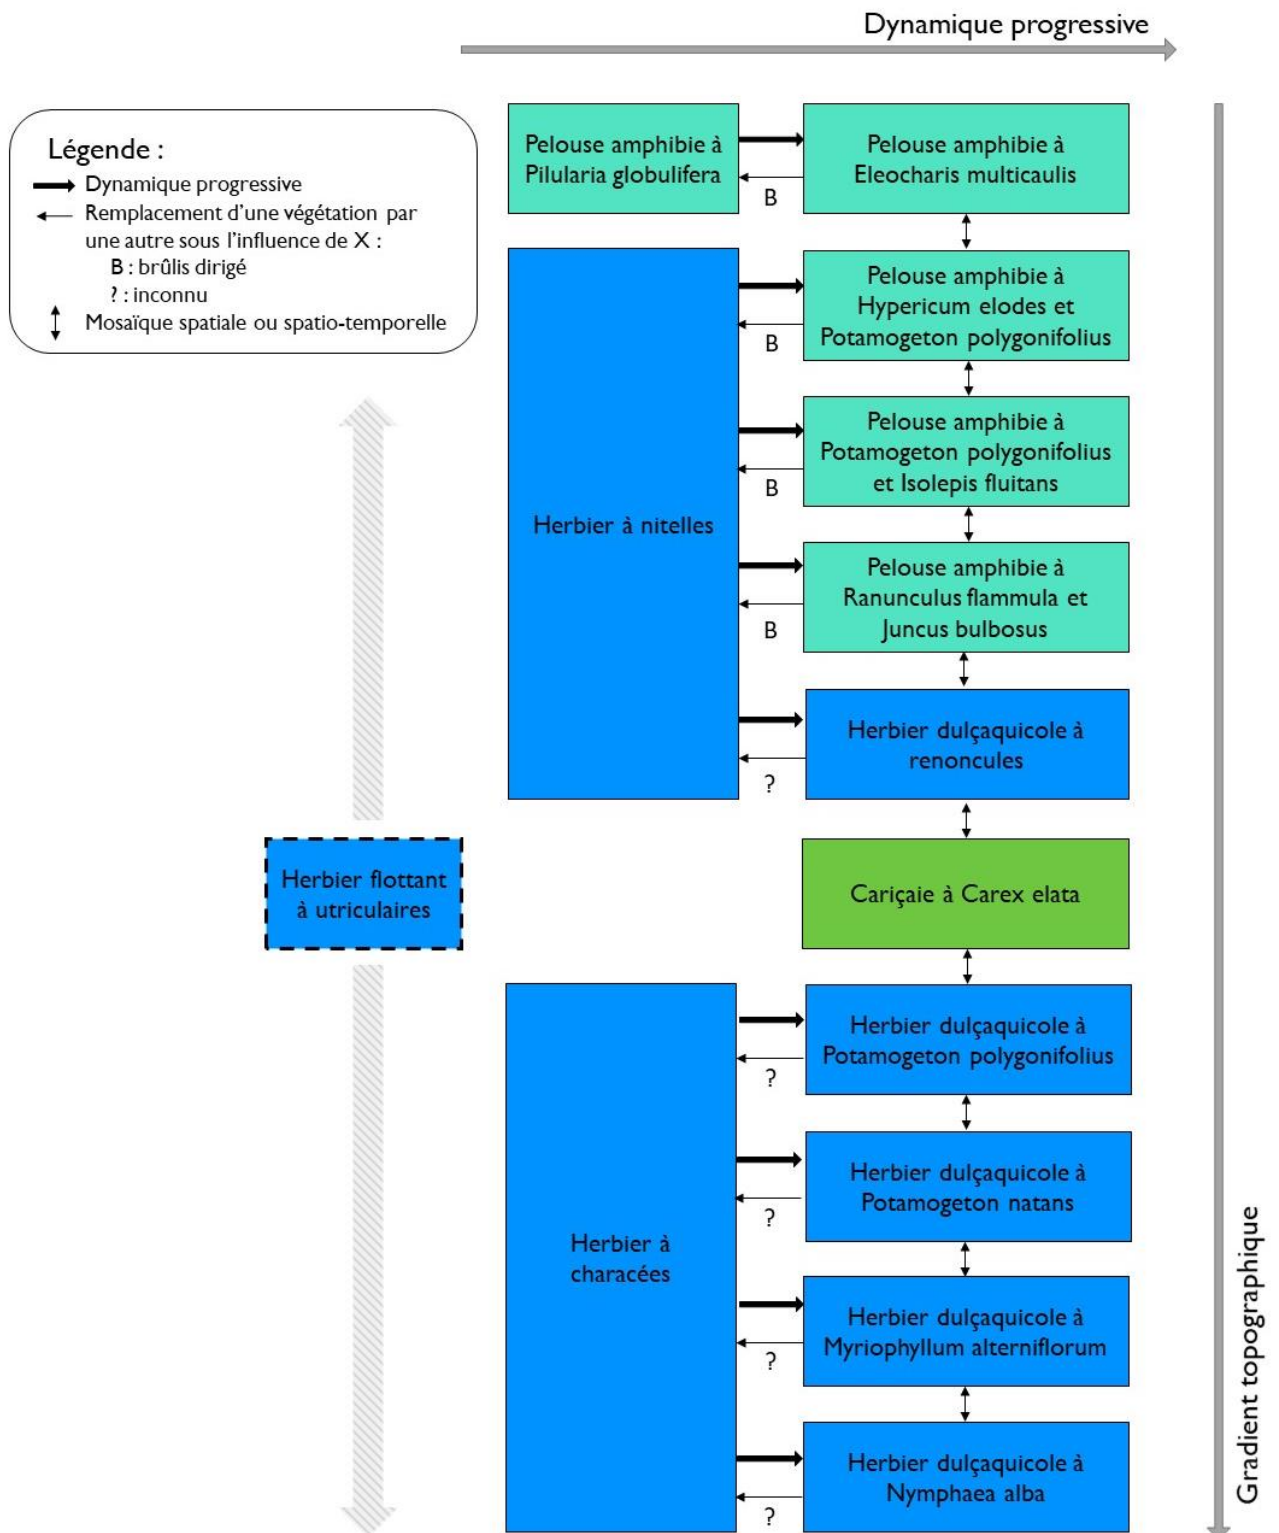 Dynamique progressive
Légende :
Dynamique progressive
Remplacement d'une végétation par
une autre sous l'influence de X :
B : brûlis dirigé
? : inconnu
Mosaïque spatiale ou spatio-temporelle
Pelouse amphibie à
Pilularia globulifera
B
Pelouse amphibie à
Eleocharis multicaulis
Herbier à nitelles
B
Pelouse amphibie à
Hypericum elodes et
Potamogeton polygonifolius
B
Pelouse amphibie à
Potamogeton polygonifolius
et Isolepis fluitans
B
Pelouse amphibie à
Ranunculus flammula et
Juncus bulbosus
?
Herbier dulçaquicole à
renoncules
Herbier flottant
à utriculaires
Cariçaie à Carex elata
Herbier à
characées
?
Herbier dulçaquicole à
Potamogeton polygonifolius
?
Herbier dulçaquicole à
Potamogeton natans
?
Herbier dulçaquicole à
Myriophyllum alterniflorum
?
Herbier dulçaquicole à
Nymphaea alba
Gradient topographique